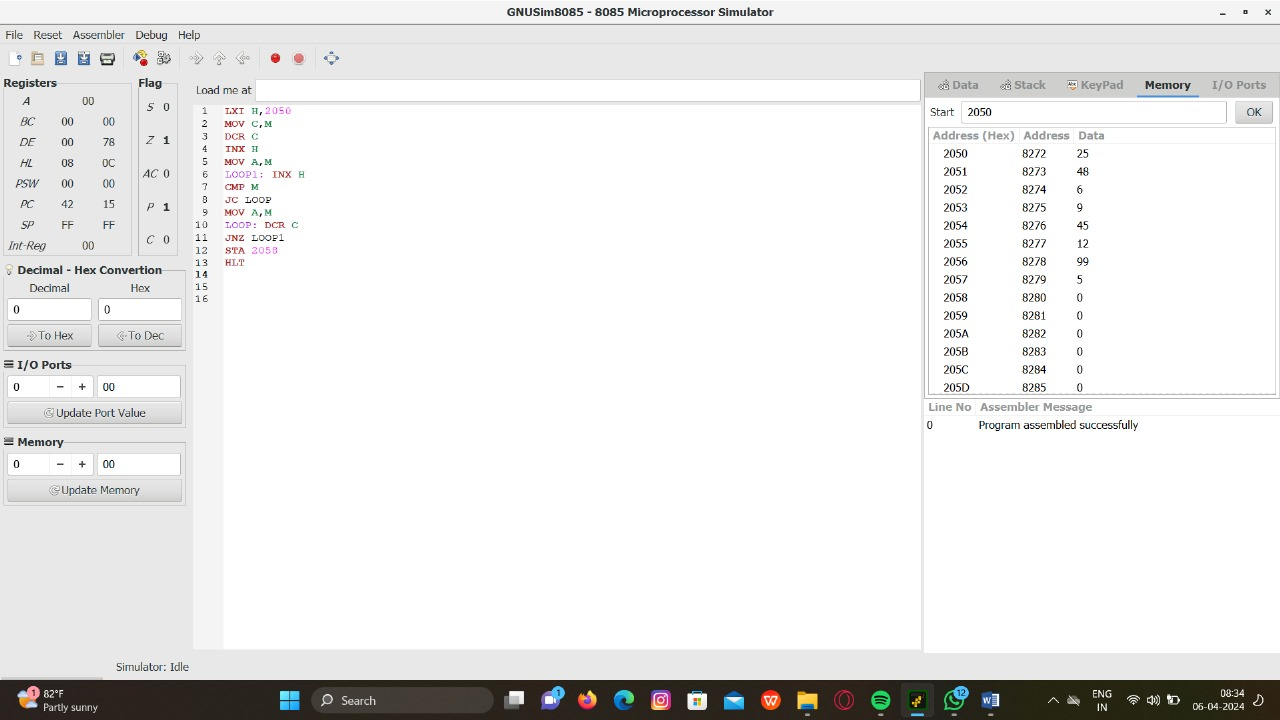 GNUSim8085 - 8085 Microprocessor Simulator
File Reset Assembler Debug Help
Registers
A 00
BC 00 00
DE 00 78
HL 08 0C
PSW 00 00
PC 42 15
SP FF FF
Int-Reg 00
Flag
S 0
Z 1
AC 0
P 1
C 0
Decimal - Hex Convertion
Decimal Hex
0 0
To Hex To Dec
I/O Ports
0 − + 00
Update Port Value
Memory
0 − + 00
Update Memory
Load me at
1 LXI H,2050
2 MOV C,M
3 DCR C
4 INX H
5 MOV A,M
6 LOOP1: INX H
7 CMP M
8 JC LOOP
9 MOV A,M
10 LOOP: DCR C
11 JNZ LOOP1
12 STA 2058
13 HLT
14
15
16
Data Stack KeyPad Memory I/O Ports
Start 2050 OK
Address (Hex) Address Data
2050 8272 25
2051 8273 48
2052 8274 6
2053 8275 9
2054 8276 45
2055 8277 12
2056 8278 99
2057 8279 5
2058 8280 0
2059 8281 0
205A 8282 0
205B 8283 0
205C 8284 0
205D 8285 0
Line No Assembler Message
0 Program assembled successfully
Simulator: Idle
1
82°F
Partly sunny
Search
1
12
ENG
IN
08:34
06-04-2024